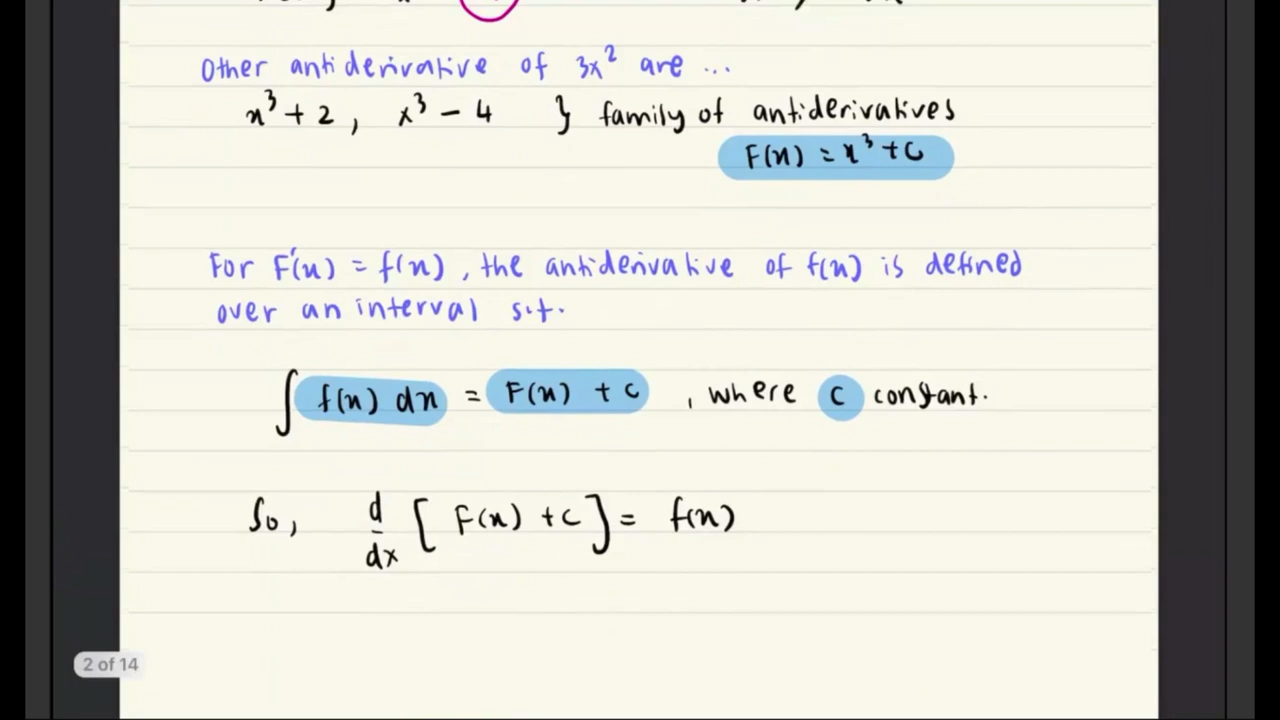 Other antiderivative of 3x² are ...
x³ + 2 , x³ - 4 } family of antiderivatives
F(x) = x³ + C
For F'(x) = f(x) , the antiderivative of f(x) is defined
over an interval s.t.
∫ f(x) dx = F(x) + c , where c constant.
So, d/dx [ F(x) + c ] = f(x)
2 of 14